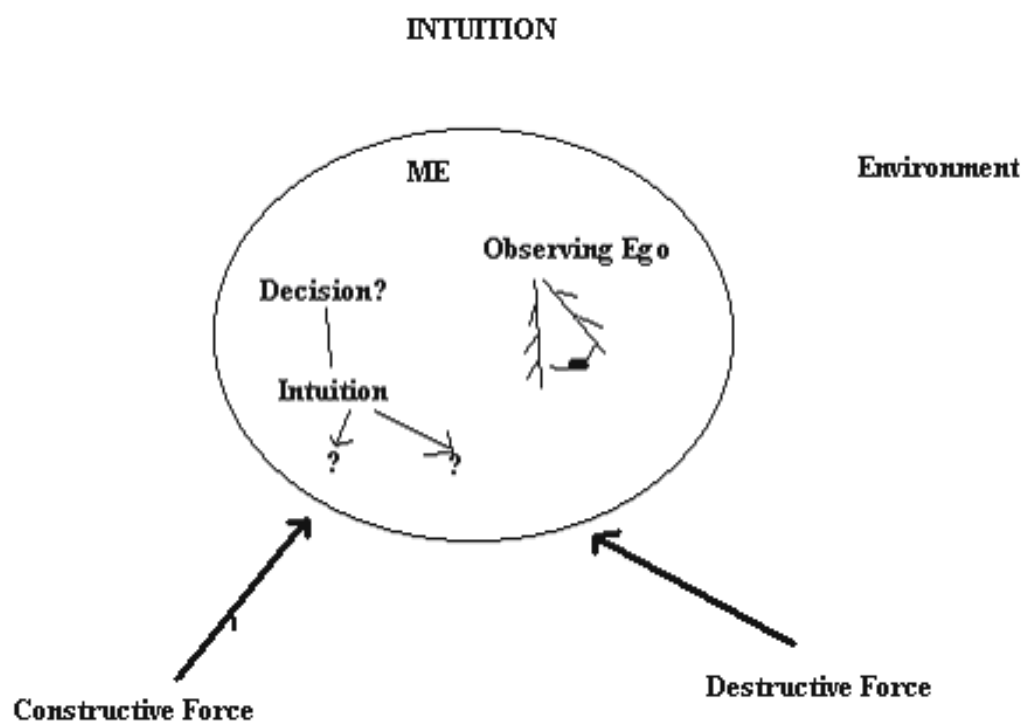 INTUITION
ME
Environment
Observing Ego
Decision?
Intuition
?
?
Constructive Force
Destructive Force